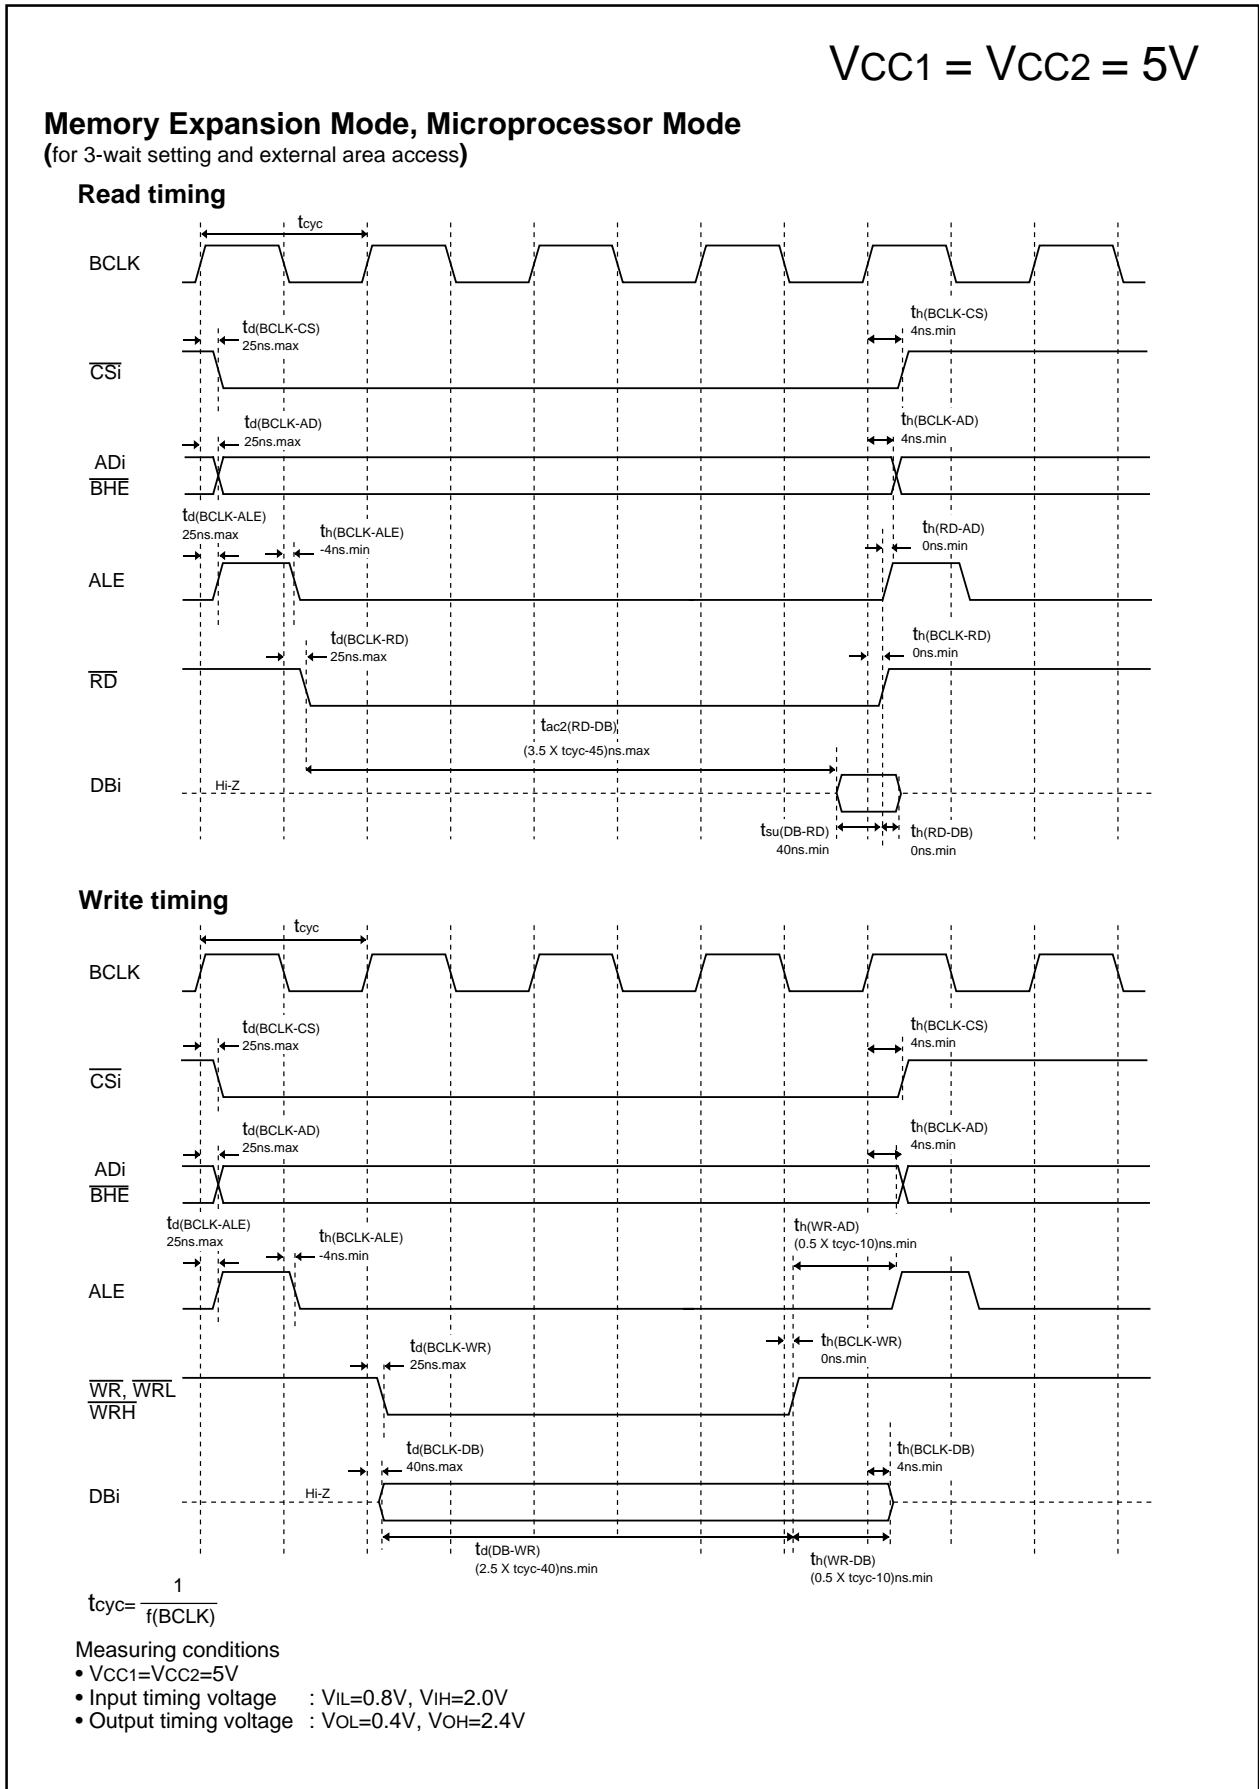 VCC1 = VCC2 = 5V
Memory Expansion Mode, Microprocessor Mode
(for 3-wait setting and external area access)
Read timing
tcyc
BCLK
td(BCLK-CS)
25ns.max
th(BCLK-CS)
4ns.min
CSi
td(BCLK-AD)
25ns.max
th(BCLK-AD)
4ns.min
ADi
BHE
td(BCLK-ALE)
25ns.max
th(BCLK-ALE)
-4ns.min
th(RD-AD)
0ns.min
ALE
td(BCLK-RD)
25ns.max
th(BCLK-RD)
0ns.min
RD
tac2(RD-DB)
(3.5 X tcyc-45)ns.max
DBi
Hi-Z
tsu(DB-RD)
40ns.min
th(RD-DB)
0ns.min
Write timing
tcyc
BCLK
td(BCLK-CS)
25ns.max
th(BCLK-CS)
4ns.min
CSi
td(BCLK-AD)
25ns.max
th(BCLK-AD)
4ns.min
ADi
BHE
td(BCLK-ALE)
25ns.max
th(BCLK-ALE)
-4ns.min
th(WR-AD)
(0.5 X tcyc-10)ns.min
ALE
td(BCLK-WR)
25ns.max
th(BCLK-WR)
0ns.min
WR, WRL
WRH
td(BCLK-DB)
40ns.max
th(BCLK-DB)
4ns.min
DBi
Hi-Z
td(DB-WR)
(2.5 X tcyc-40)ns.min
th(WR-DB)
(0.5 X tcyc-10)ns.min
tcyc=
1
f(BCLK)
Measuring conditions
• VCC1=VCC2=5V
• Input timing voltage : VIL=0.8V, VIH=2.0V
• Output timing voltage : VOL=0.4V, VOH=2.4V